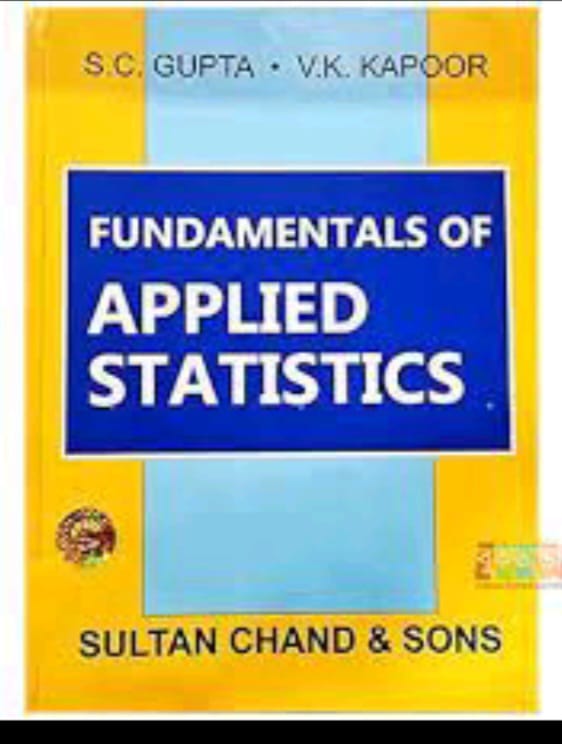 S.C. GUPTA • V.K. KAPOOR
FUNDAMENTALS OF
APPLIED
STATISTICS
SULTAN CHAND & SONS